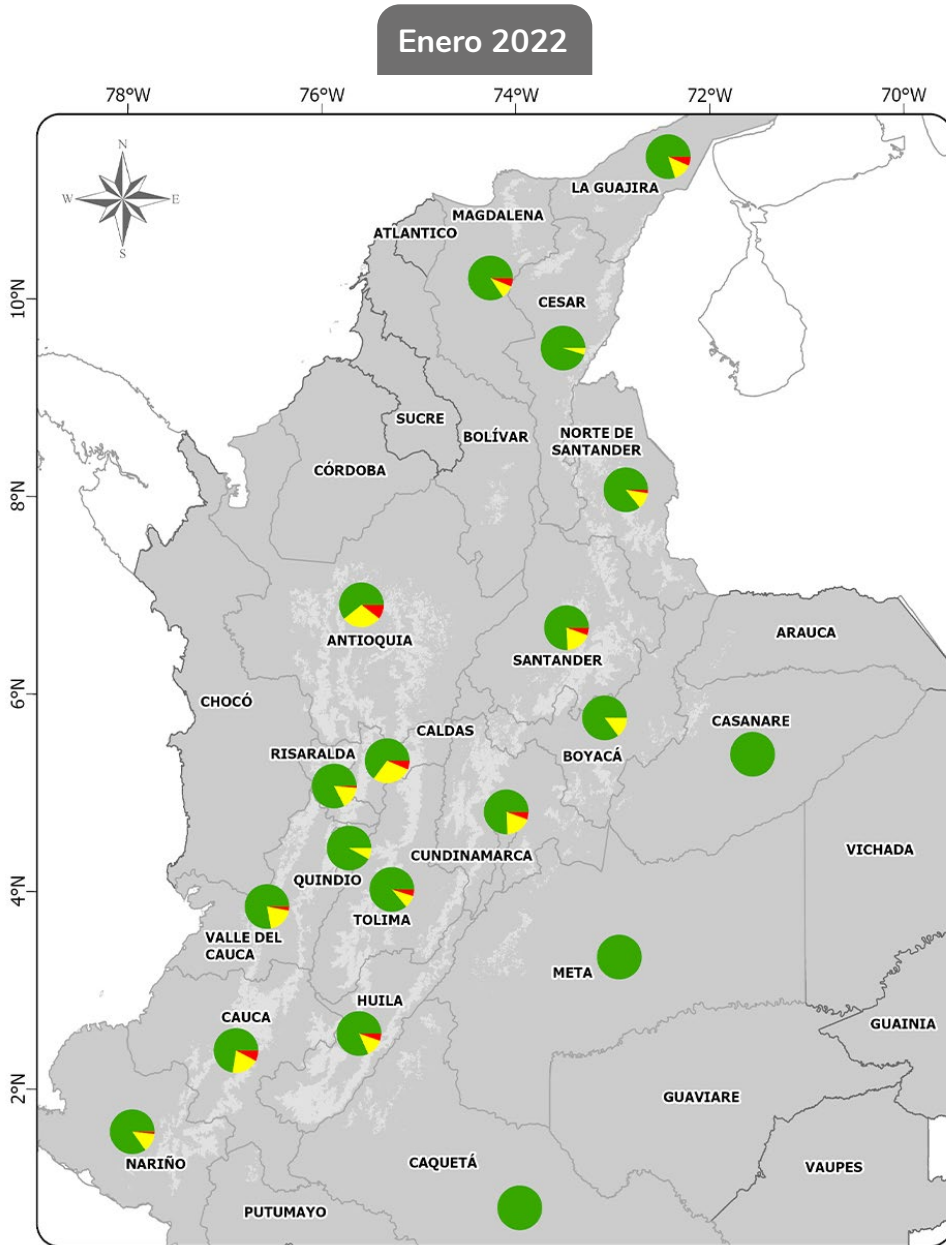 Enero 2022
78°W 76°W 74°W 72°W 70°W
N
W E
S
10°N
8°N
6°N
4°N
2°N
LA GUAJIRA
MAGDALENA
ATLANTICO
CESAR
SUCRE
BOLÍVAR
NORTE DE
SANTANDER
CÓRDOBA
ANTIOQUIA
SANTANDER
ARAUCA
CHOCÓ
CALDAS
CASANARE
RISARALDA
BOYACÁ
CUNDINAMARCA
VICHADA
QUINDIO
TOLIMA
VALLE DEL
CAUCA
META
HUILA
CAUCA
GUAINIA
GUAVIARE
NARIÑO
CAQUETÁ
VAUPES
PUTUMAYO